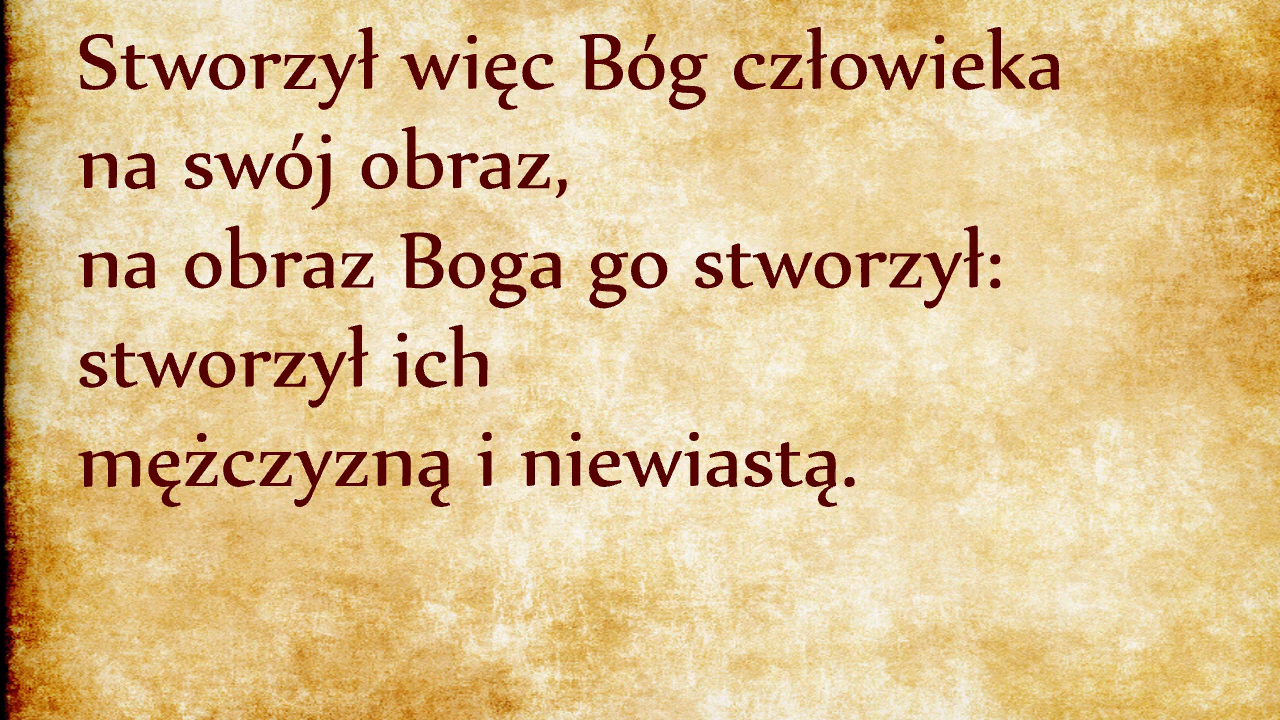 Stworzył więc Bóg człowieka
na swój obraz,
na obraz Boga go stworzył:
stworzył ich
mężczyzną i niewiastą.